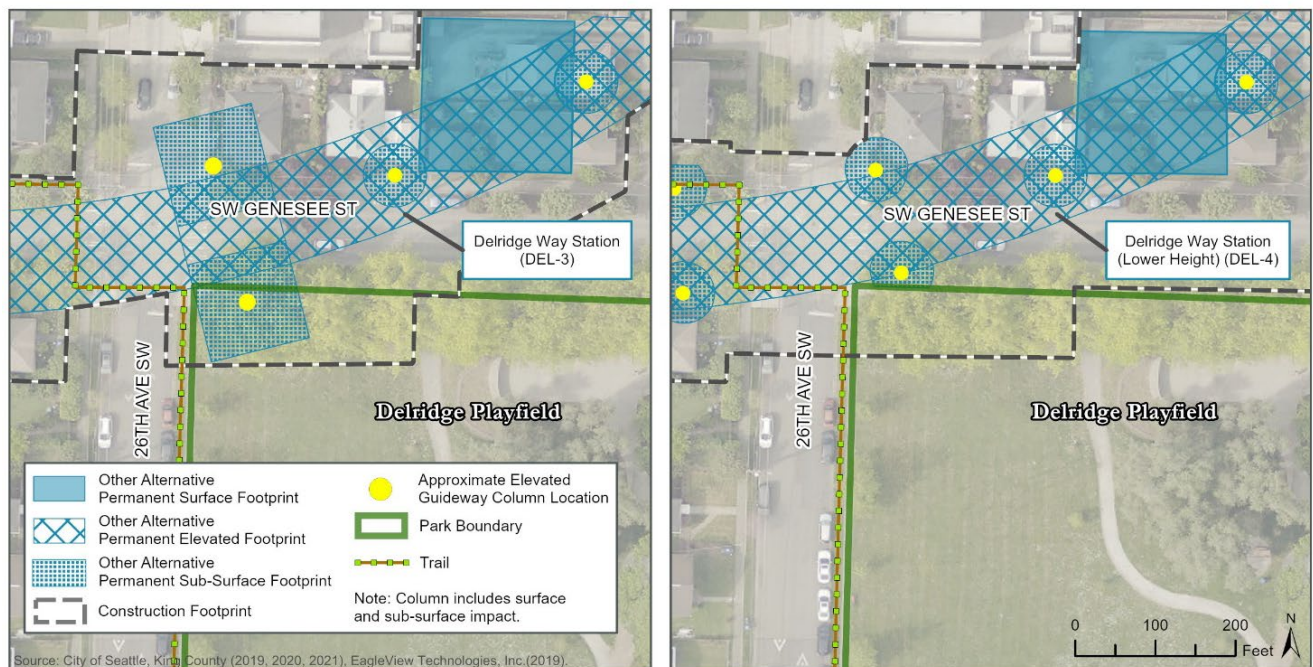 SW GENESEE ST
Delridge Way Station
(DEL-3)
26TH AVE SW
Delridge Playfield
Other Alternative
Permanent Surface Footprint
Other Alternative
Permanent Elevated Footprint
Other Alternative
Permanent Sub-Surface Footprint
Construction Footprint
Approximate Elevated
Guideway Column Location
Park Boundary
Trail
Note: Column includes surface
and sub-surface impact.
Source: City of Seattle, King County (2019, 2020, 2021), EagleView Technologies, Inc.(2019).
SW GENESEE ST
Delridge Way Station
(Lower Height) (DEL-4)
26TH AVE SW
Delridge Playfield
0 100 200
Feet
N